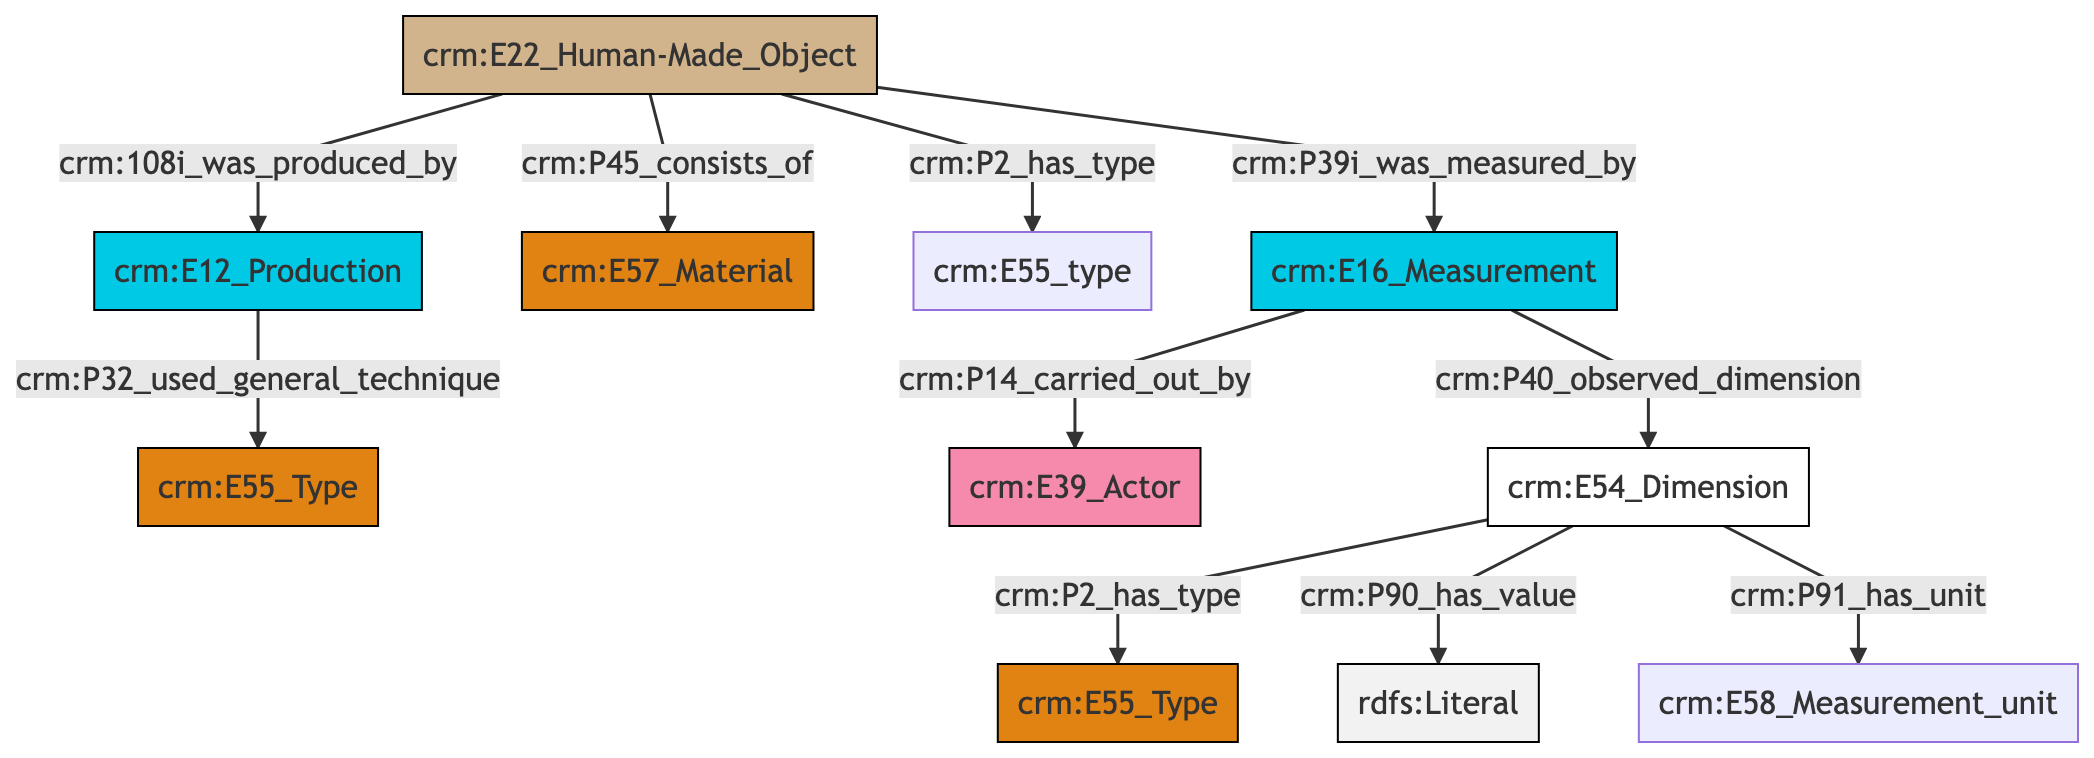 crm:E22_Human-Made_Object
crm:108i_was_produced_by
crm:P45_consists_of
crm:P2_has_type
crm:P39i_was_measured_by
crm:E12_Production
crm:E57_Material
crm:E55_type
crm:E16_Measurement
crm:P32_used_general_technique
crm:P14_carried_out_by
crm:P40_observed_dimension
crm:E55_Type
crm:E39_Actor
crm:E54_Dimension
crm:P2_has_type
crm:P90_has_value
crm:P91_has_unit
crm:E55_Type
rdfs:Literal
crm:E58_Measurement_unit